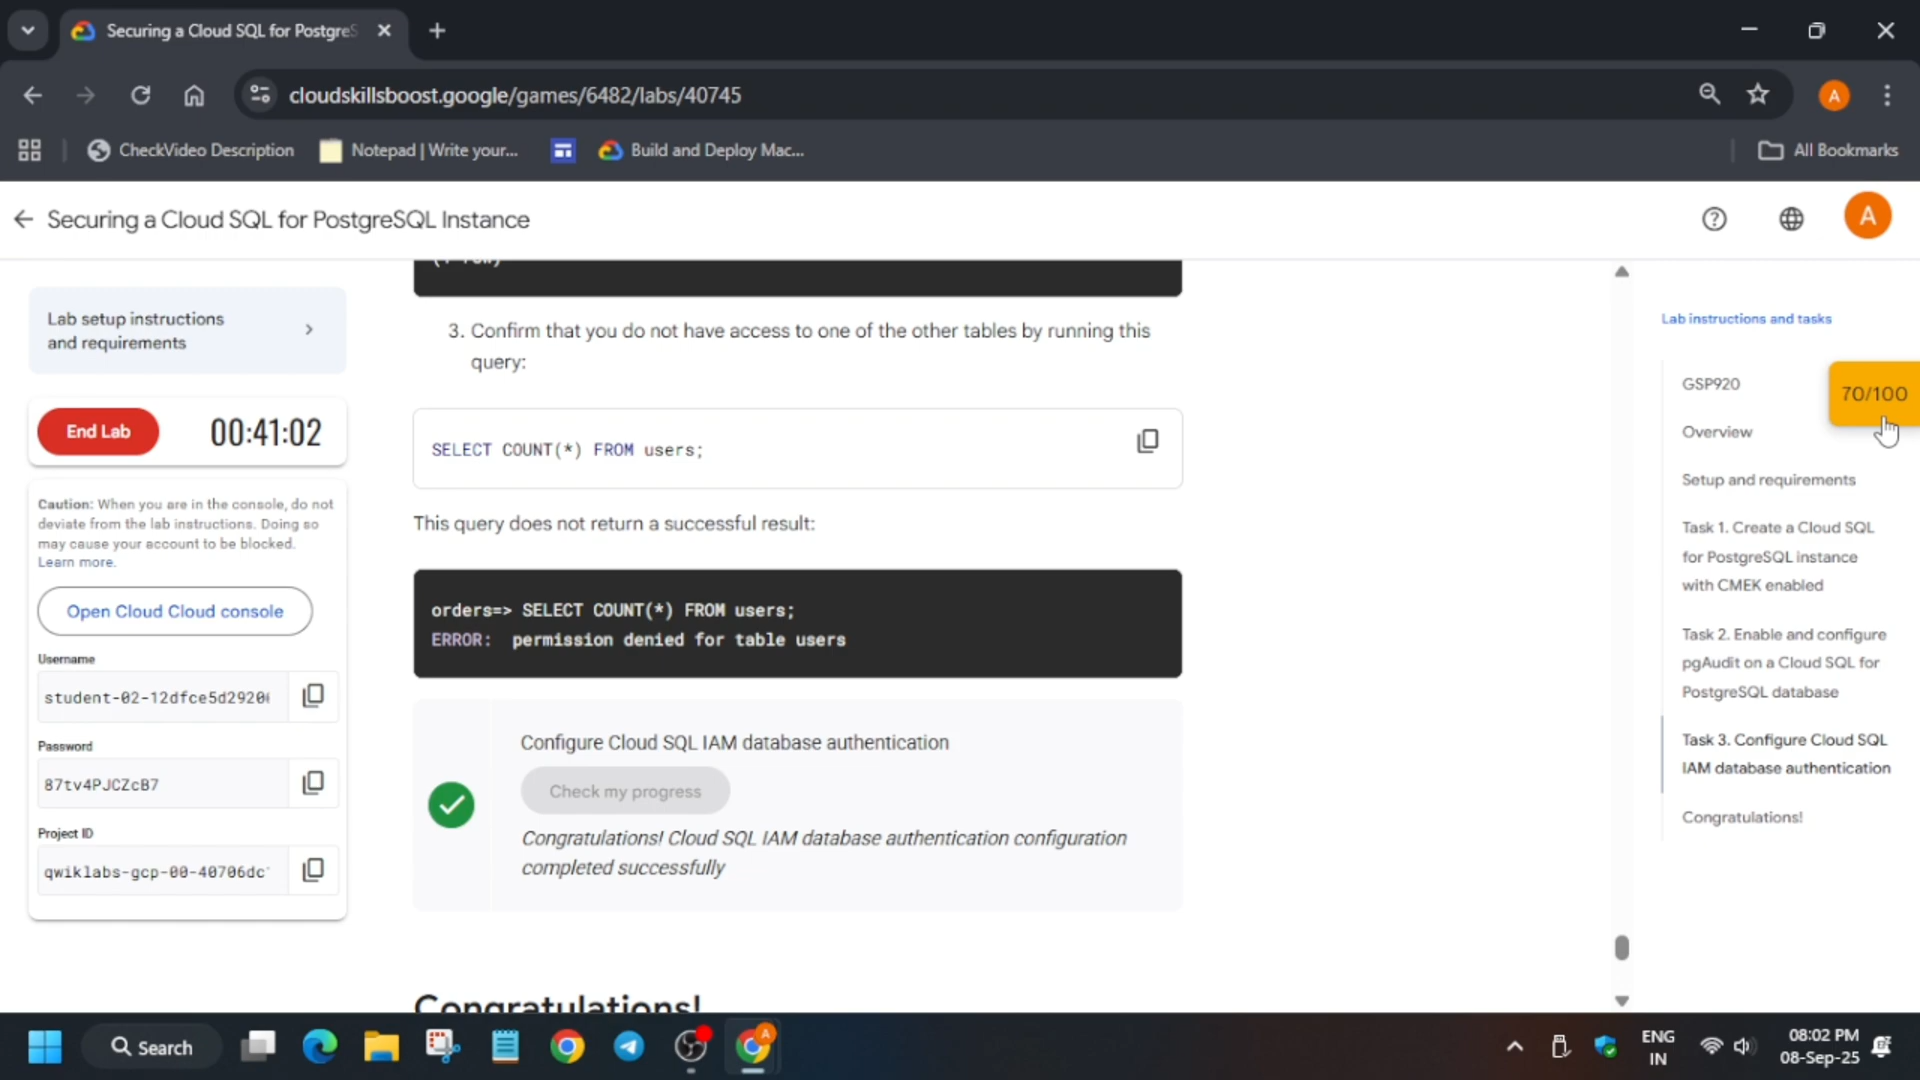 Securing a Cloud SQL for PostgreS
cloudskillsboost.google/games/6482/labs/40745
A
CheckVideo Description
Notepad | Write your...
Build and Deploy Mac...
All Bookmarks
Securing a Cloud SQL for PostgreSQL Instance
A
Lab setup instructions
and requirements
End Lab
00:41:02
Caution: When you are in the console, do not
deviate from the lab instructions. Doing so
may cause your account to be blocked.
Learn more.
Open Cloud Cloud console
Username
student-02-12dfce5d2920
Password
87tv4PJCZcB7
Project ID
qwiklabs-gcp-00-40706dc
3. Confirm that you do not have access to one of the other tables by running this
query:
SELECT COUNT(*) FROM users;
This query does not return a successful result:
orders=> SELECT COUNT(*) FROM users;
ERROR: permission denied for table users
Configure Cloud SQL IAM database authentication
Check my progress
Congratulations! Cloud SQL IAM database authentication configuration
completed successfully
Congratulations!
Lab instructions and tasks
GSP920
70/100
Overview
Setup and requirements
Task 1. Create a Cloud SQL
for PostgreSQL instance
with CMEK enabled
Task 2. Enable and configure
pgAudit on a Cloud SQL for
PostgreSQL database
Task 3. Configure Cloud SQL
IAM database authentication
Congratulations!
Search
A
ENG
IN
08:02 PM
08-Sep-25